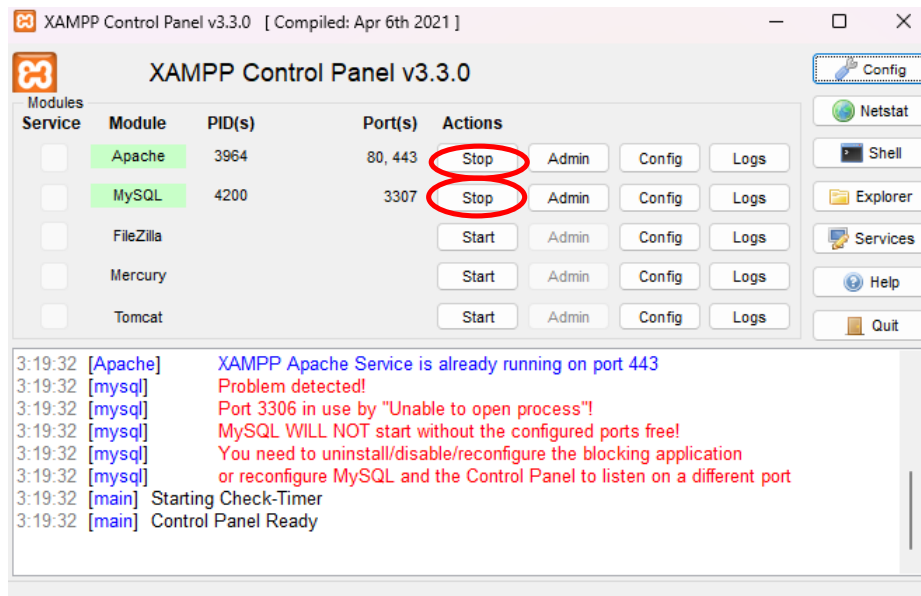 XAMPP Control Panel v3.3.0 [ Compiled: Apr 6th 2021 ]
XAMPP Control Panel v3.3.0
Config
Modules
Service Module PID(s) Port(s) Actions
Netstat
Apache 3964 80, 443 Stop Admin Config Logs
Shell
MySQL 4200 3307 Stop Admin Config Logs
Explorer
FileZilla Start Admin Config Logs
Services
Mercury Start Admin Config Logs
Help
Tomcat Start Admin Config Logs
Quit
3:19:32 [Apache] XAMPP Apache Service is already running on port 443
3:19:32 [mysql] Problem detected!
3:19:32 [mysql] Port 3306 in use by "Unable to open process"!
3:19:32 [mysql] MySQL WILL NOT start without the configured ports free!
3:19:32 [mysql] You need to uninstall/disable/reconfigure the blocking application
3:19:32 [mysql] or reconfigure MySQL and the Control Panel to listen on a different port
3:19:32 [main] Starting Check-Timer
3:19:32 [main] Control Panel Ready